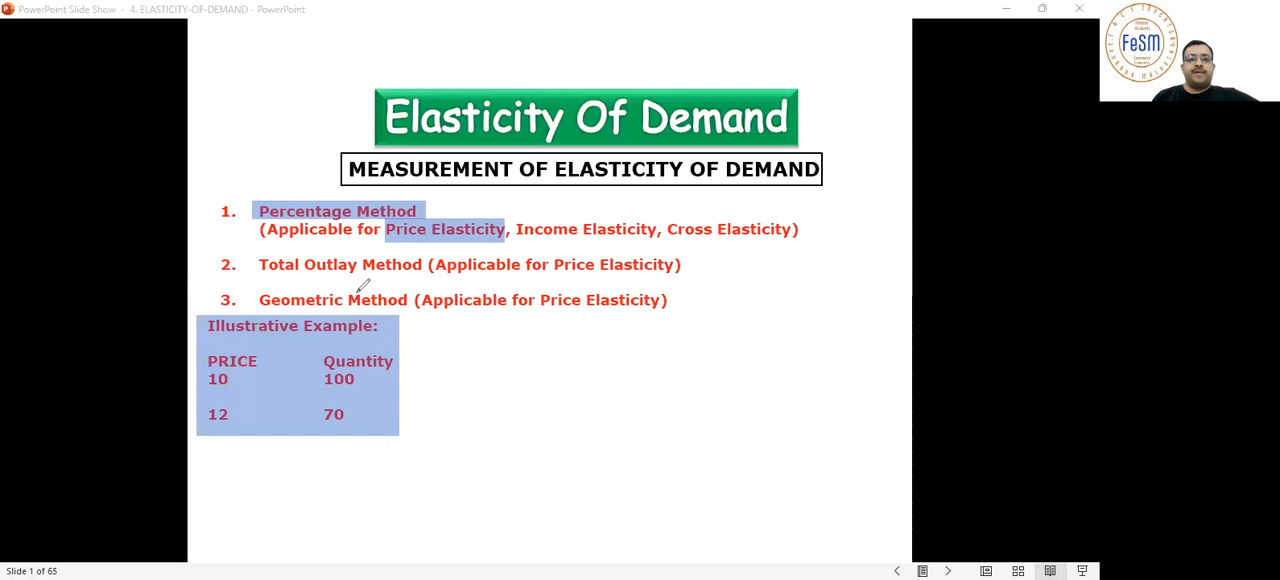 PowerPoint Slide Show - 4. ELASTICITY-OF-DEMAND - PowerPoint
FeSM
Elasticity Of Demand
MEASUREMENT OF ELASTICITY OF DEMAND
1. Percentage Method
(Applicable for Price Elasticity, Income Elasticity, Cross Elasticity)
2. Total Outlay Method (Applicable for Price Elasticity)
3. Geometric Method (Applicable for Price Elasticity)
Illustrative Example:
PRICE Quantity
10 100
12 70
Slide 1 of 65